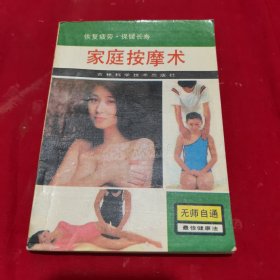 恢复疲劳·保健长寿
家庭按摩术
吉林科学技术出版社
无师自通
最佳健康法